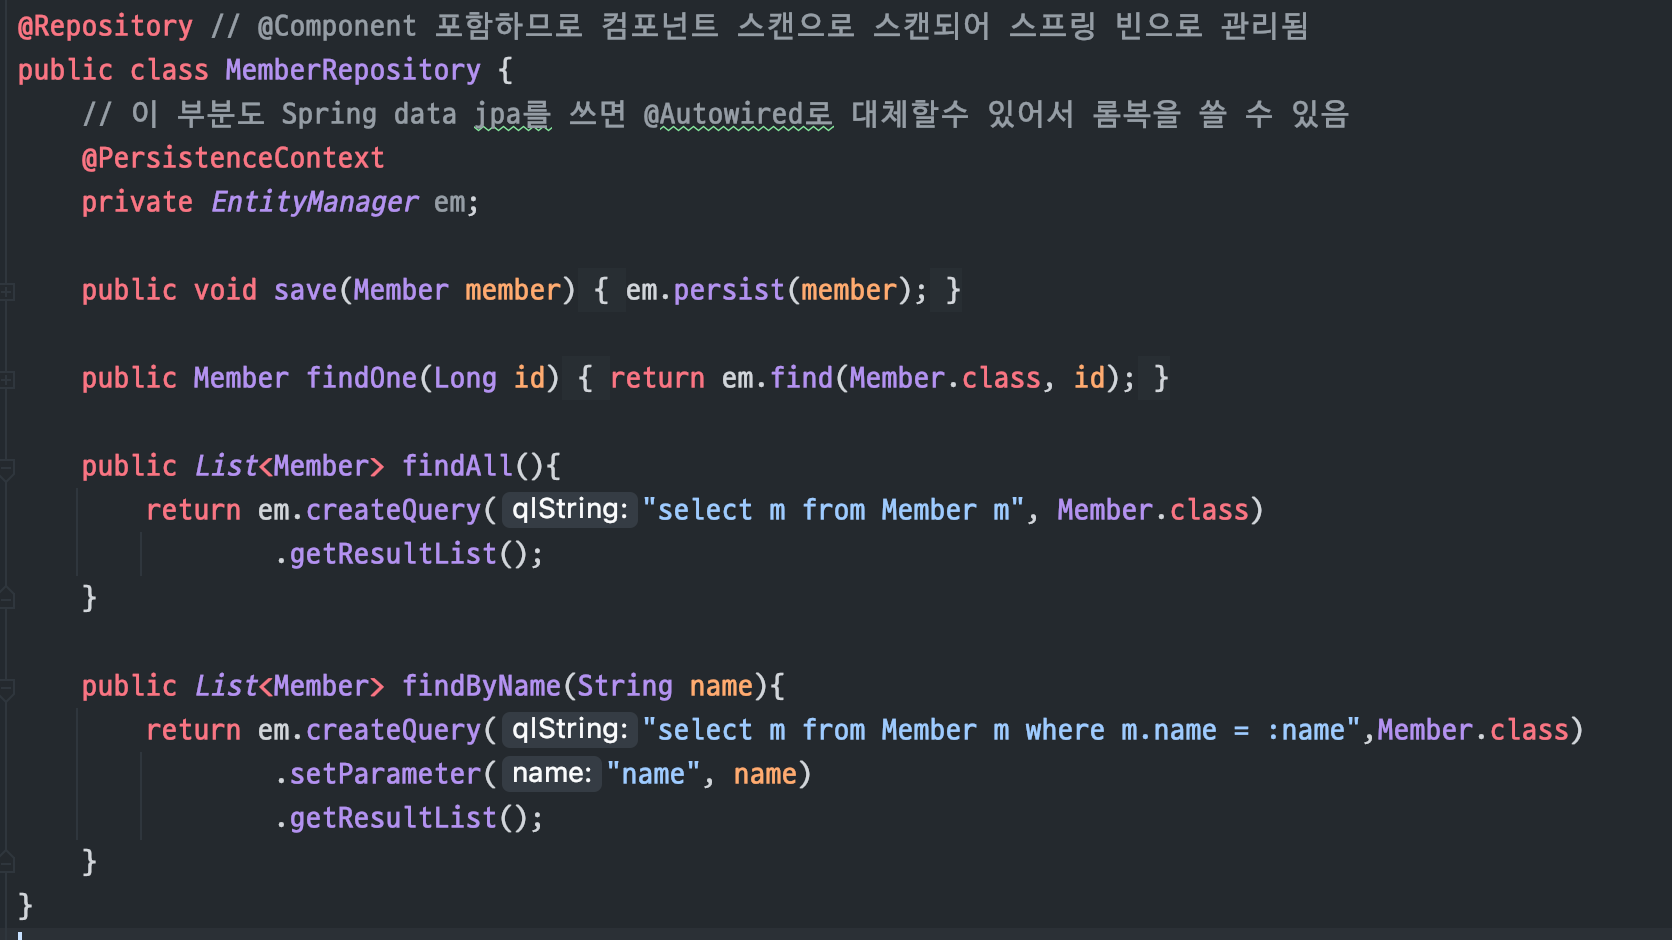 @Repository // @Component 포함하므로 컴포넌트 스캔으로 스캔되어 스프링 빈으로 관리됨
public class MemberRepository {
    // 이 부분도 Spring data jpa를 쓰면 @Autowired로 대체할수 있어서 롬복을 쓸 수 있음
    @PersistenceContext
    private EntityManager em;

    public void save(Member member) { em.persist(member); }

    public Member findOne(Long id) { return em.find(Member.class, id); }

    public List<Member> findAll(){
        return em.createQuery( qlString: "select m from Member m", Member.class)
                .getResultList();
    }

    public List<Member> findByName(String name){
        return em.createQuery( qlString: "select m from Member m where m.name = :name",Member.class)
                .setParameter( name: "name", name)
                .getResultList();
    }
}